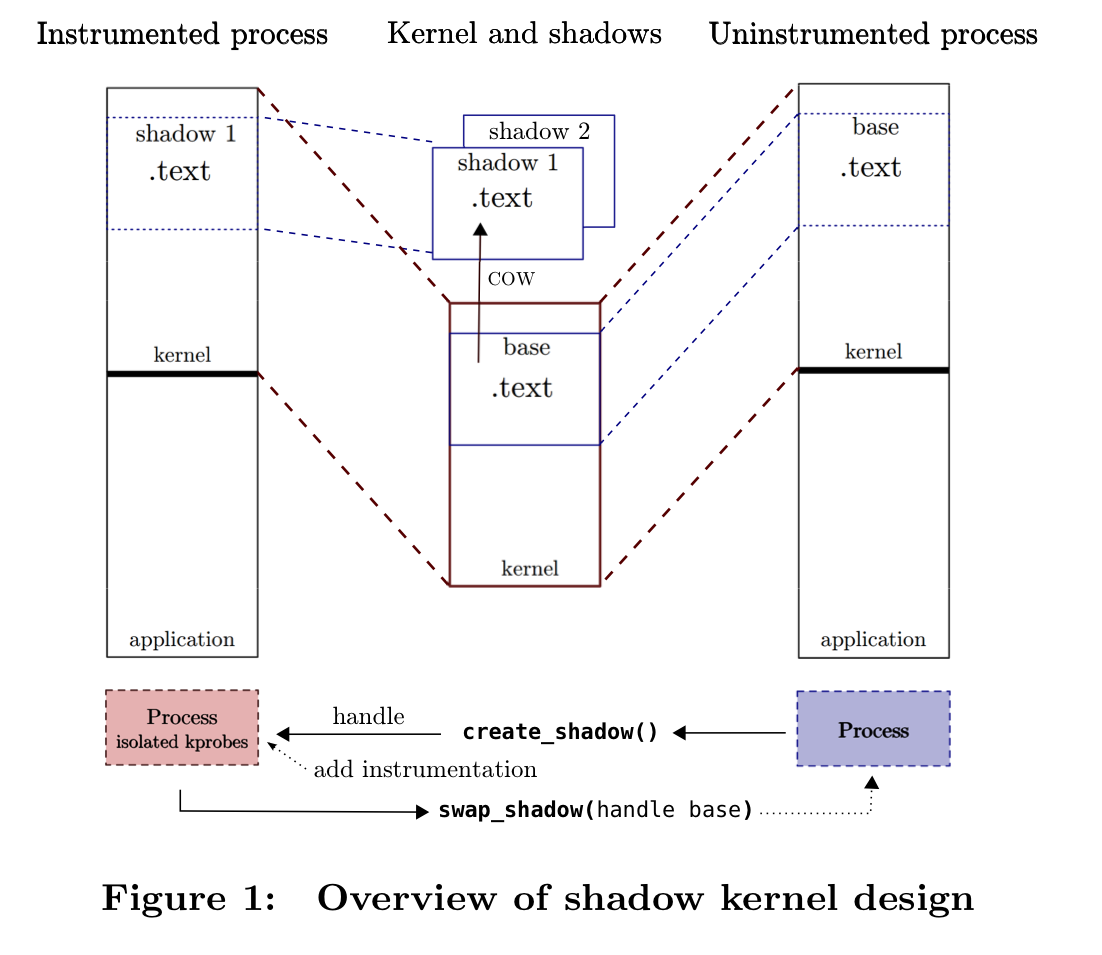 Instrumented process
Kernel and shadows
Uninstrumented process
shadow 1
.text
kernel
application
shadow 2
shadow 1
.text
COW
base
.text
kernel
base
.text
kernel
application
Process
isolated kprobes
handle
create_shadow()
Process
add instrumentation
swap_shadow(handle base)
Figure 1: Overview of shadow kernel design